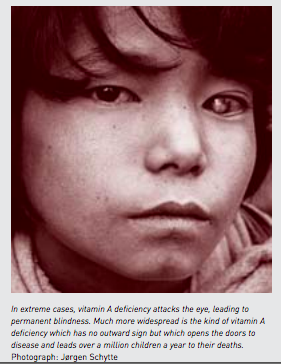 In extreme cases, vitamin A deficiency attacks the eye, leading to
permanent blindness. Much more widespread is the kind of vitamin A
deficiency which has no outward sign but which opens the doors to
disease and leads over a million children a year to their deaths.
Photograph: Jørgen Schytte